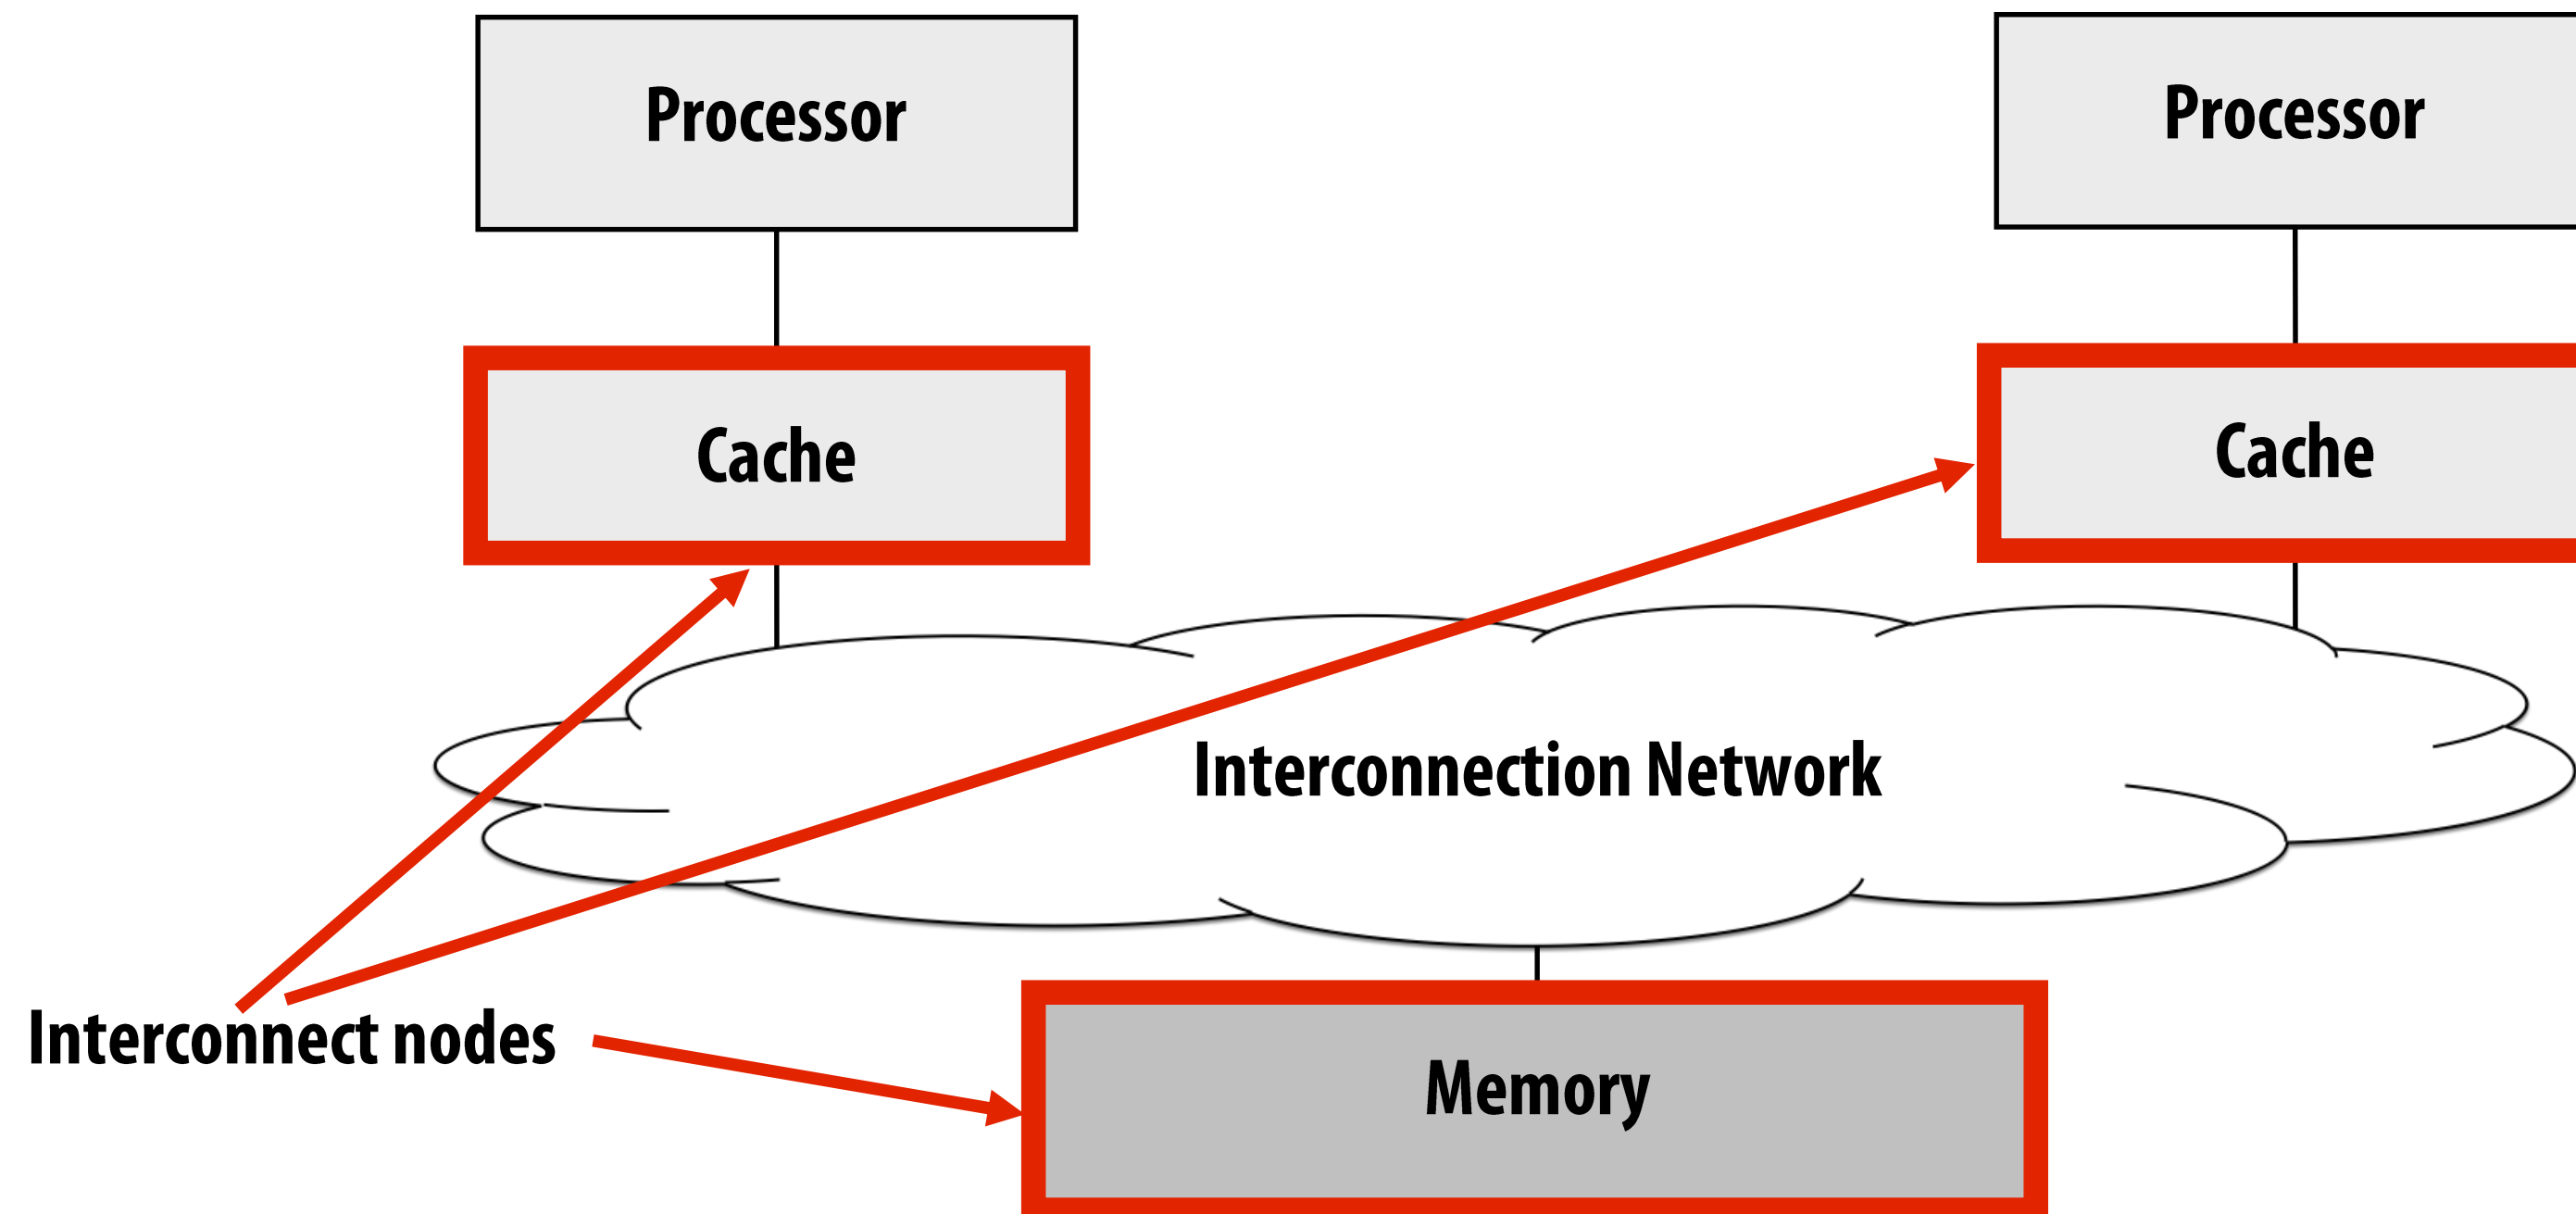 Processor
Processor
Cache
Cache
Interconnection Network
Interconnect nodes
Memory